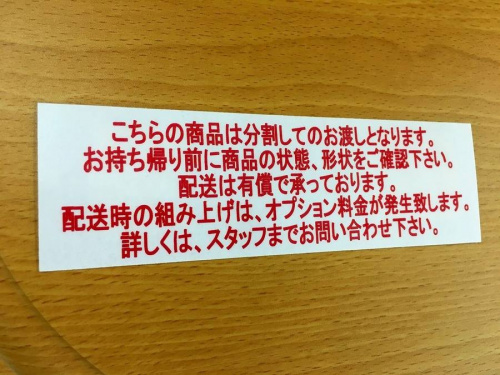 こちらの商品は分割してのお渡しとなります。
お持ち帰り前に商品の状態、形状をご確認下さい。
配送は有償で承っております。
配送時の組み上げは、オプション料金が発生致します。
詳しくは、スタッフまでお問い合わせ下さい。